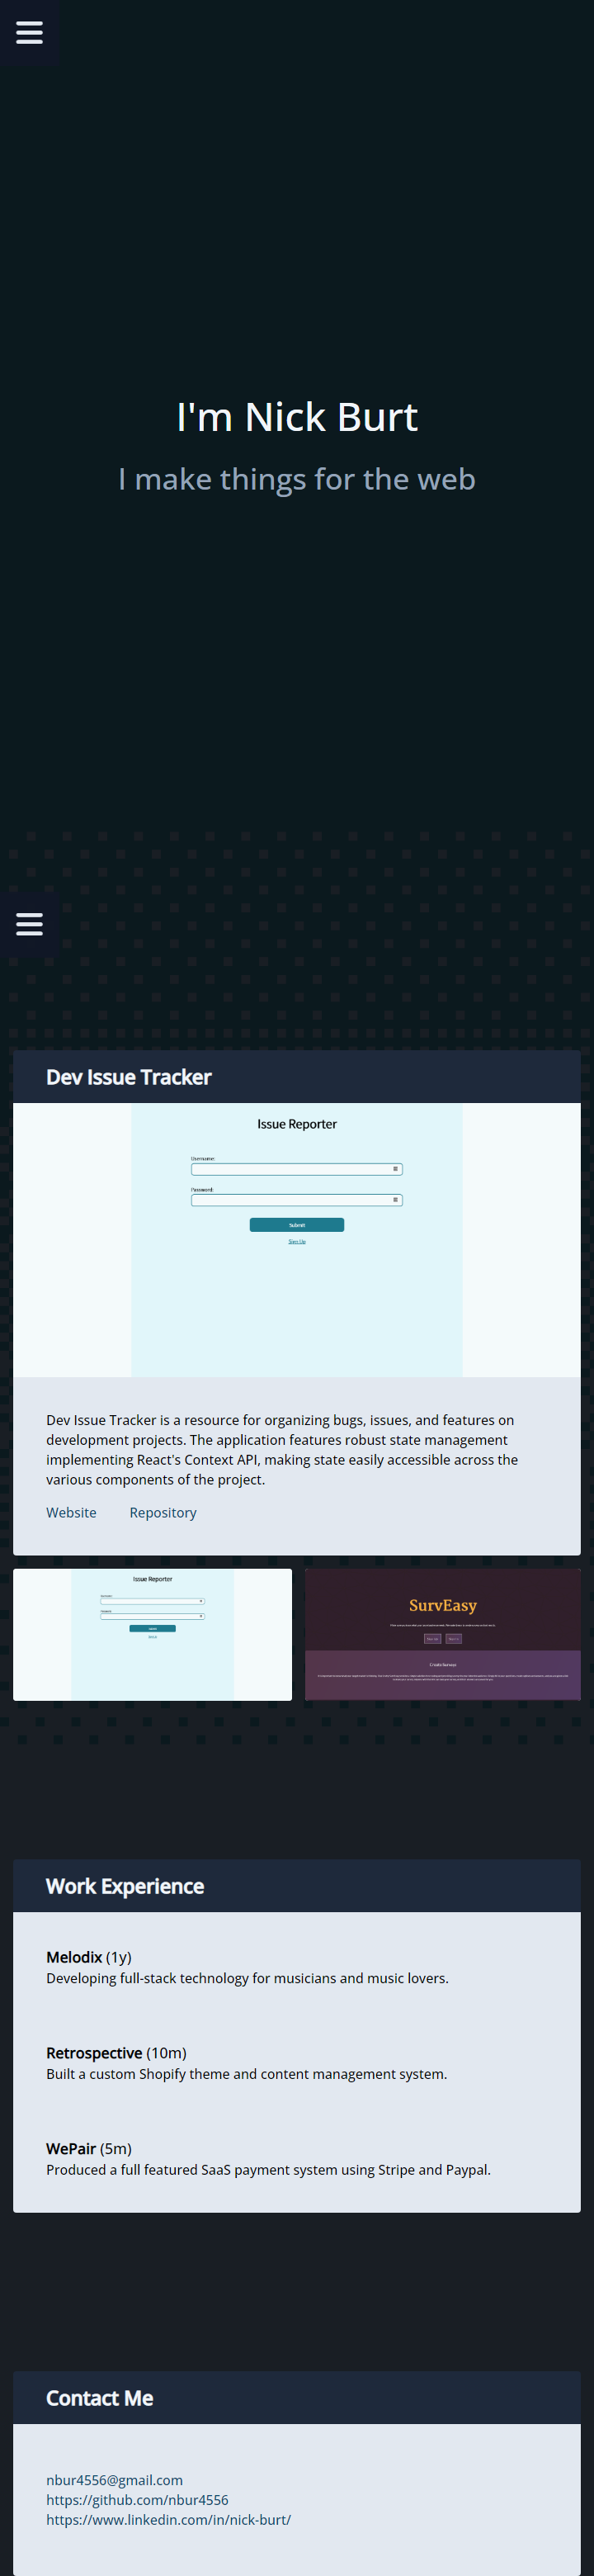 I'm Nick Burt
I make things for the web
Dev Issue Tracker
Issue Reporter
Username:
Password:
Submit
Sign Up
Dev Issue Tracker is a resource for organizing bugs, issues, and features on
development projects. The application features robust state management
implementing React's Context API, making state easily accessible across the
various components of the project.
Website Repository
Issue Reporter
SurvEasy
Create Surveys
Work Experience
Melodix (1y)
Developing full-stack technology for musicians and music lovers.
Retrospective (10m)
Built a custom Shopify theme and content management system.
WePair (5m)
Produced a full featured SaaS payment system using Stripe and Paypal.
Contact Me
nbur4556@gmail.com
https://github.com/nbur4556
https://www.linkedin.com/in/nick-burt/